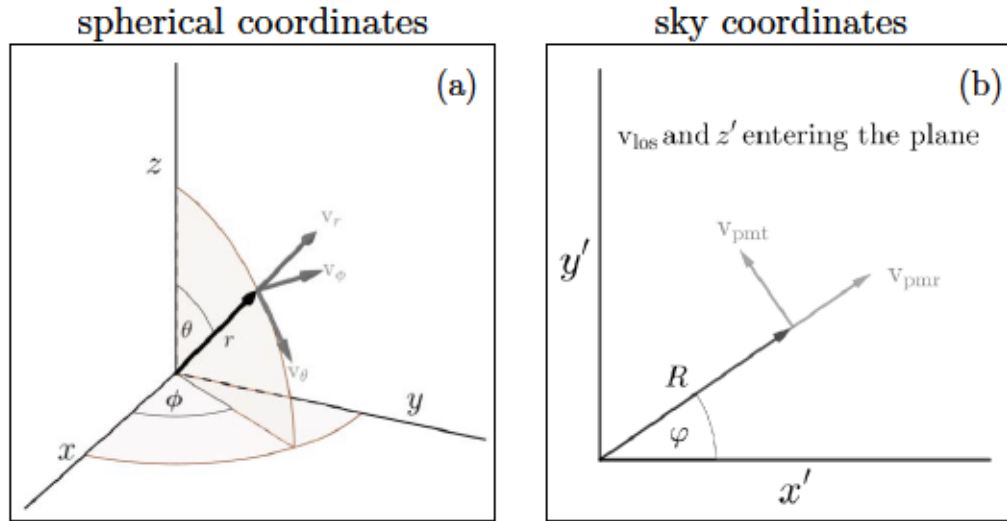 spherical coordinates
(a)
z
v_r
v_ϕ
θ
r
v_θ
ϕ
y
x
sky coordinates
(b)
v_los and z′ entering the plane
v_pmt
v_pmr
y′
R
φ
x′